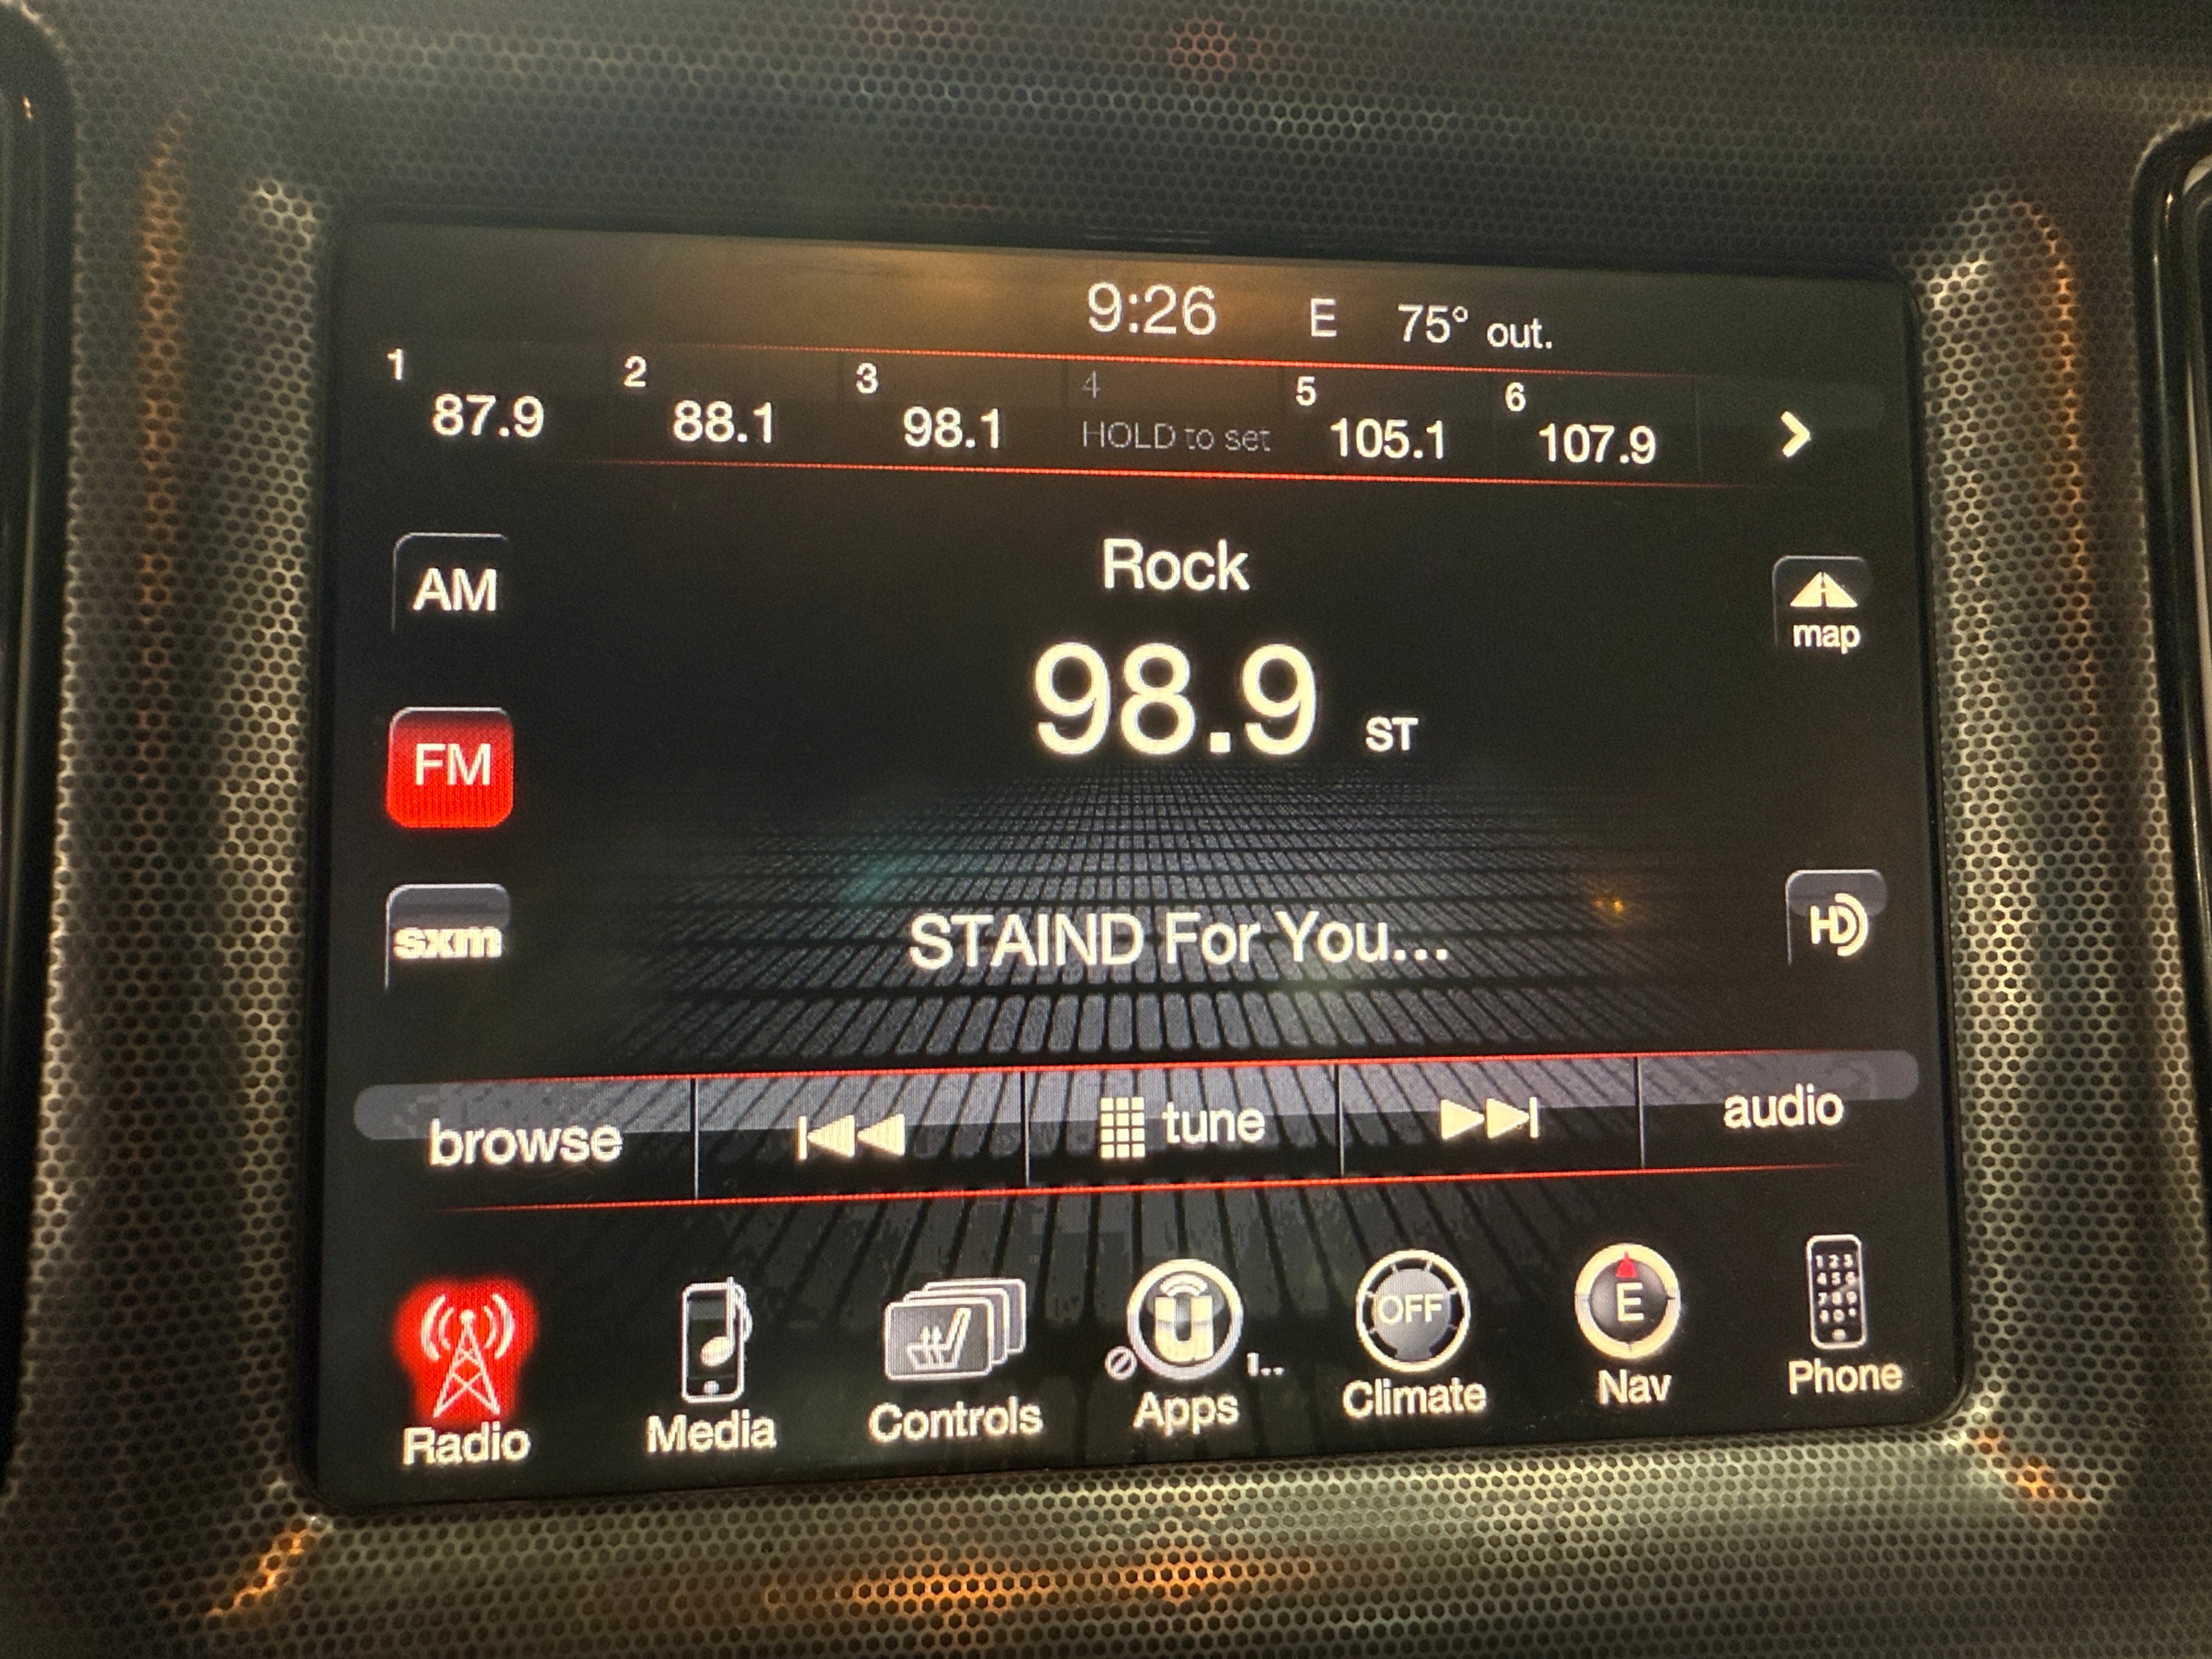 9:26 E 75° out.
1 87.9 2 88.1 3 98.1 4 HOLD to set 5 105.1 6 107.9
Rock
AM
map
98.9 ST
FM
STAIND For You...
sxm
HD
browse tune audio
OFF
E
1..
Radio Media Controls Apps Climate Nav Phone